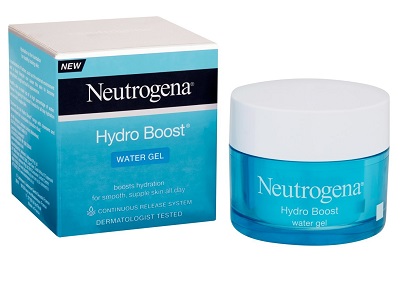 NEW
Neutrogena®
Hydro Boost®
WATER GEL
boosts hydration
for smooth, supple skin all day
CONTINUOUS RELEASE SYSTEM
DERMATOLOGIST TESTED
Neutrogena®
Hydro Boost
water gel